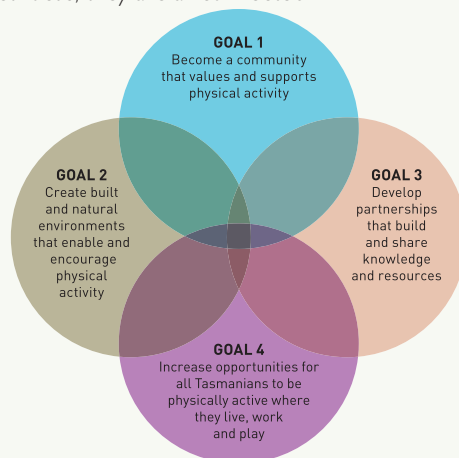 GOAL 1
Become a community
that values and supports
physical activity
GOAL 2
Create built
and natural
environments
that enable and
encourage
physical
activity
GOAL 3
Develop
partnerships
that build
and share
knowledge
and resources
GOAL 4
Increase opportunities for
all Tasmanians to be
physically active where
they live, work
and play